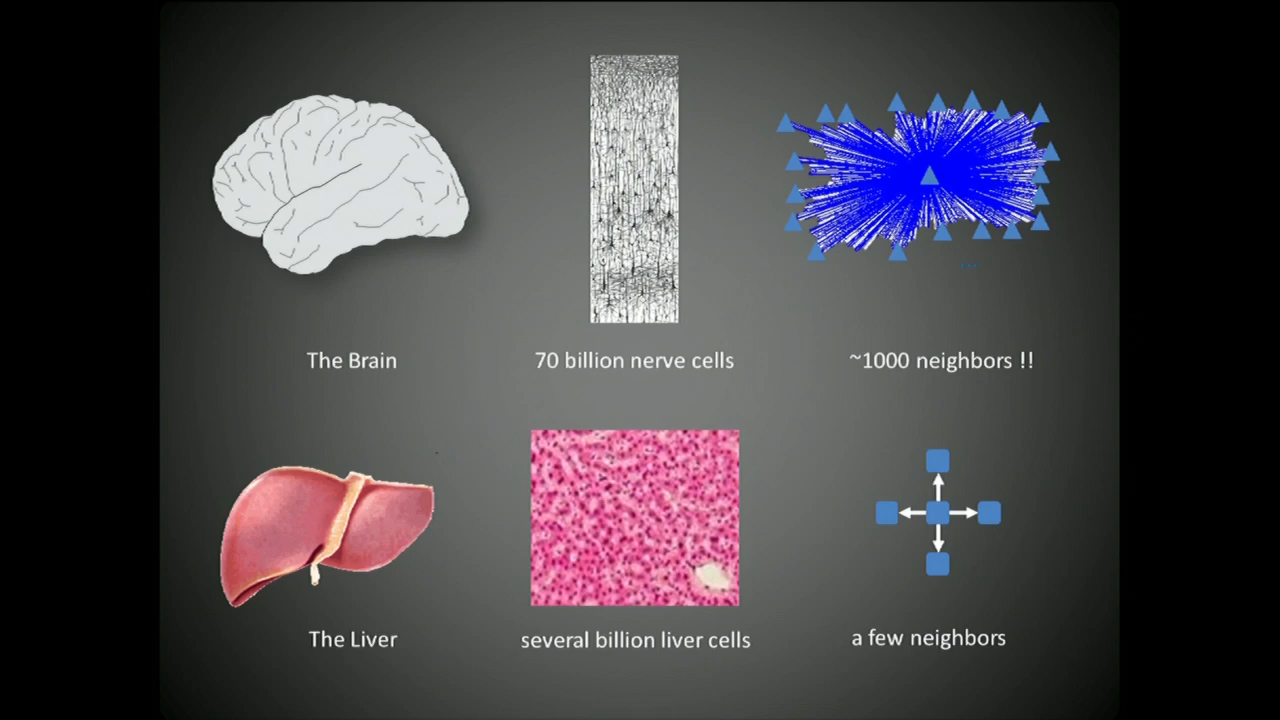 ...
The Brain
70 billion nerve cells
~1000 neighbors !!
The Liver
several billion liver cells
a few neighbors